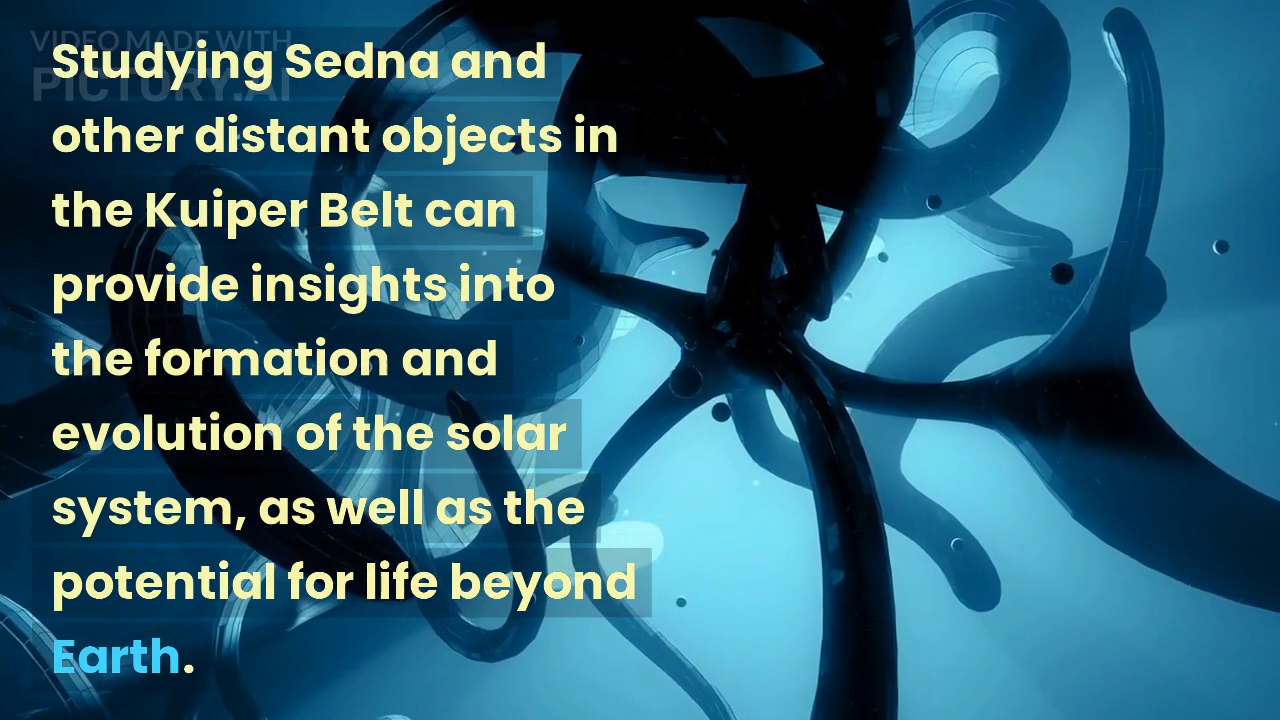 VIDEO MADE WITH
PICTORY.AI
Studying Sedna and
other distant objects in
the Kuiper Belt can
provide insights into
the formation and
evolution of the solar
system, as well as the
potential for life beyond
Earth.